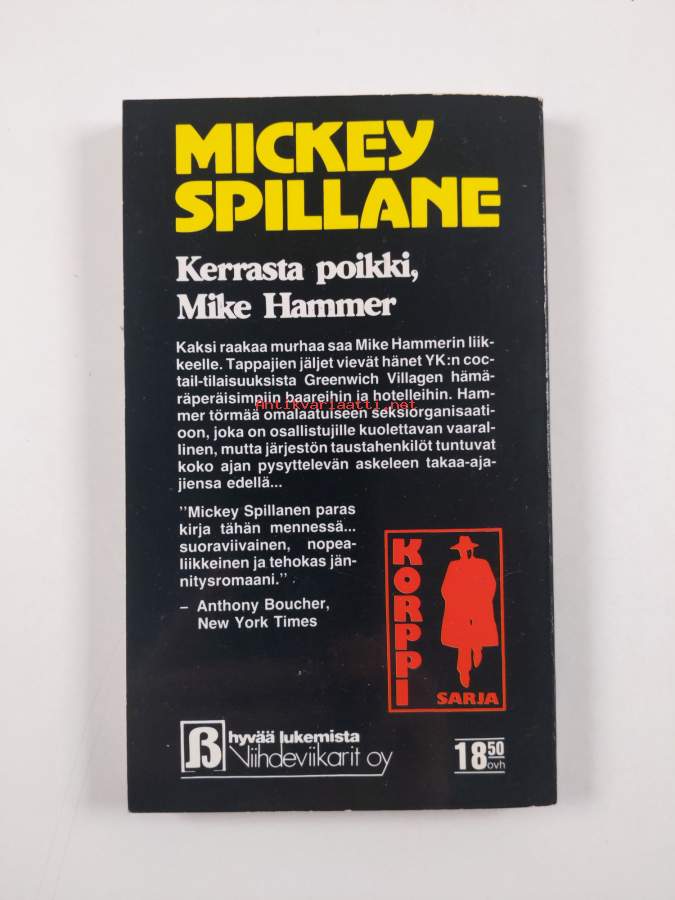 MICKEY
SPILLANE
Kerrasta poikki,
Mike Hammer
Kaksi raakaa murhaa saa Mike Hammerin liik-
keelle. Tappajien jäljet vievät hänet YK:n coc-
tail-tilaisuuksista Greenwich Villagen hämä-
räperäisimpiin baareihin ja hotelleihin. Ham-
Antikvariaatti.net
mer törmää omalaatuiseen seksiorganisaati-
oon, joka on osallistujille kuolettavan vaaral-
linen, mutta järjestön taustahenkilöt tuntuvat
koko ajan pysyttelevän askeleen takaa-aja-
jiensa edellä...
"Mickey Spillanen paras
kirja tähän mennessä...
suoraviivainen, nopea-
liikkeinen ja tehokas jän-
nitysromaani."
– Anthony Boucher,
New York Times
KORPPI
SARJA
hyvää lukemista
Viihdeviikarit oy
18 50
ovh